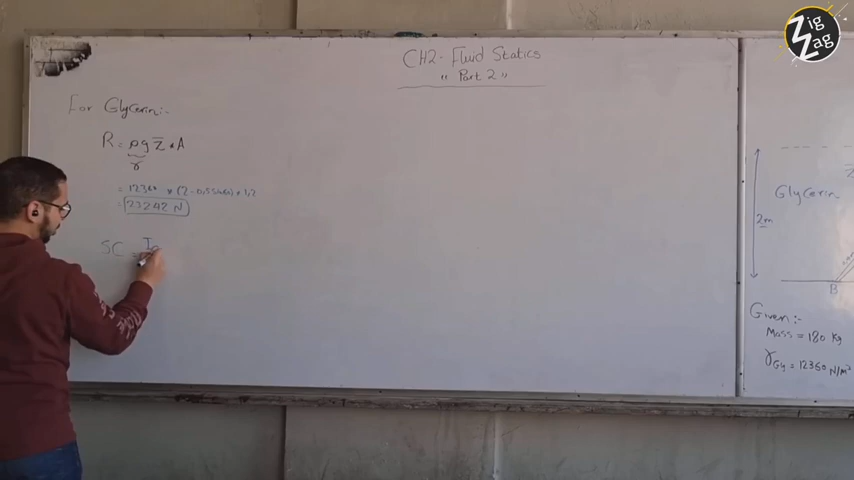 Zig
Zag
CH2- Fluid Statics
" Part 2 "
For Glycerin:-
R = ρg z̅ * A
γ
= 12360 * (2-0.5 sin60) * 1,2
= 23242 N
SC =
Glycerin
2m
B
Given:-
Mass = 180 kg
γGly = 12360 N/m³